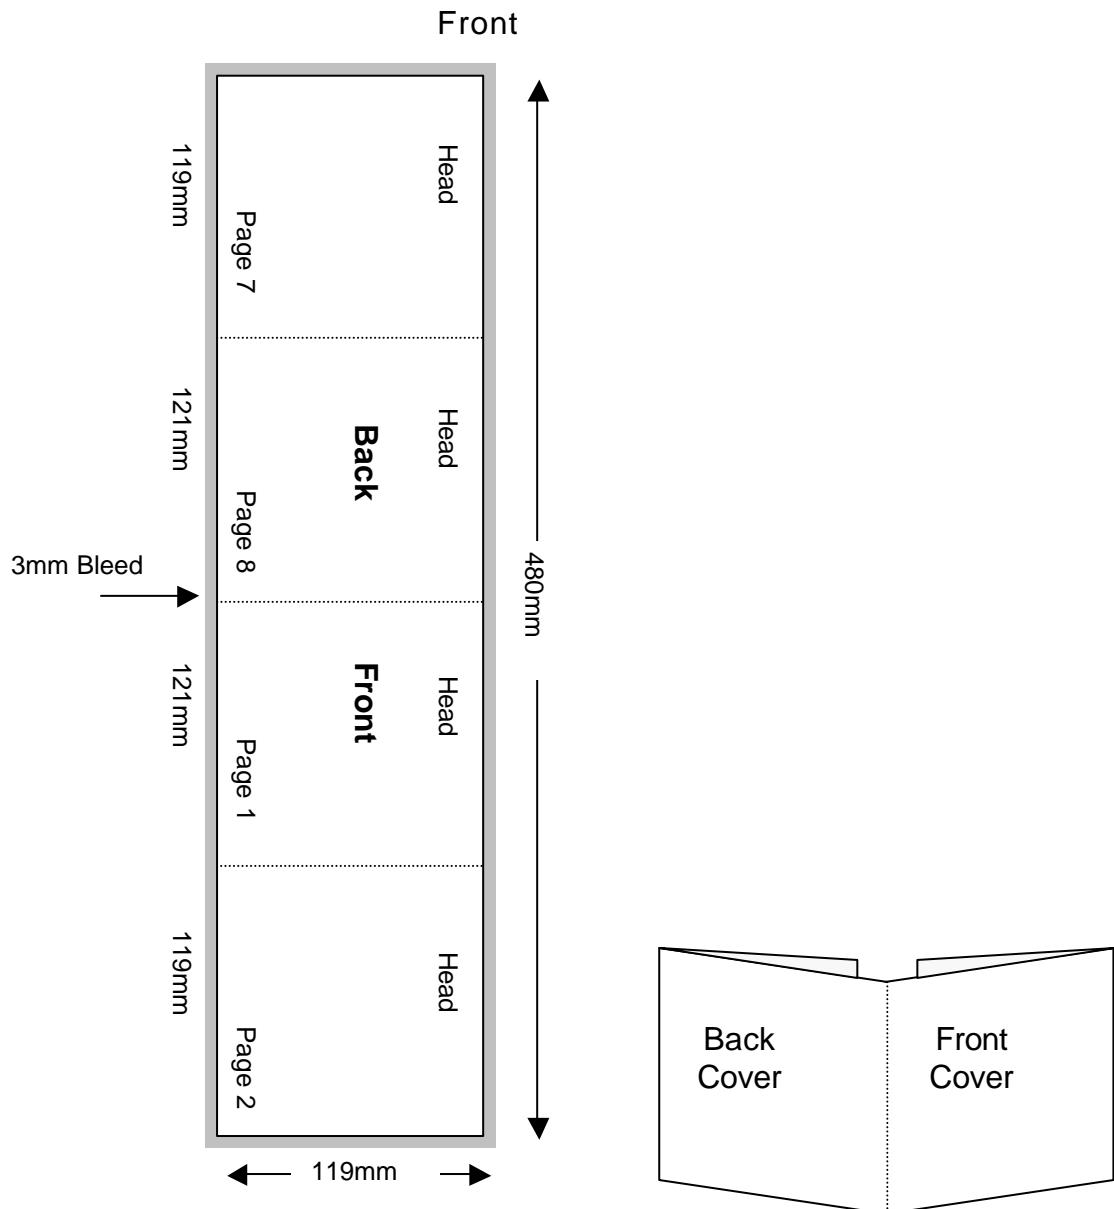 Front
119mm
Head
Page 7
121mm
Head
Back
Page 8
3mm Bleed
480mm
121mm
Head
Front
Page 1
119mm
Head
Page 2
119mm
Back
Cover
Front
Cover